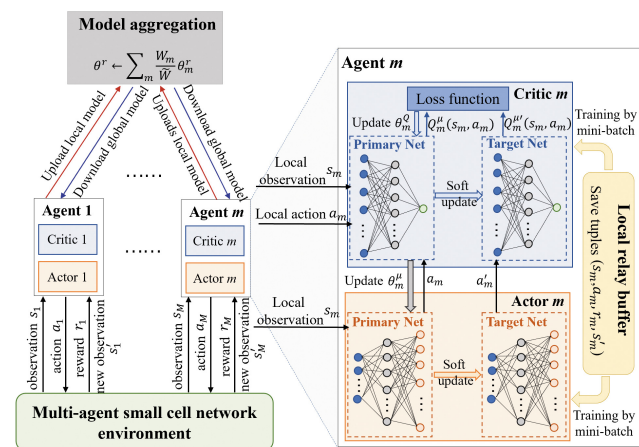 Model aggregation
θ^r ← ∑_m W_m/W̃ θ_m^r
Upload local model
Download global model
Uploads local model
Download global model
......
Agent 1
Critic 1
Actor 1
......
Agent m
Critic m
Actor m
observation s_1
action a_1
reward r_1
new observation s'_1
observation s_M
action a_M
reward r_M
new observation s'_M
Multi-agent small cell network
environment
Local
observation s_m
Local action a_m
Local
observation s_m
Agent m
Critic m
Loss function
Update θ_m^Q
Q_m^μ(s_m, a_m)
Q_m^μ′(s_m, a_m)
Primary Net
Target Net
Soft
update
Update θ_m^μ
a_m
a′_m
Actor m
Primary Net
Target Net
Soft
update
Training by
mini-batch
Local relay buffer
Save tuples (s_m, a_m, r_m, s′_m)
Training by
mini-batch